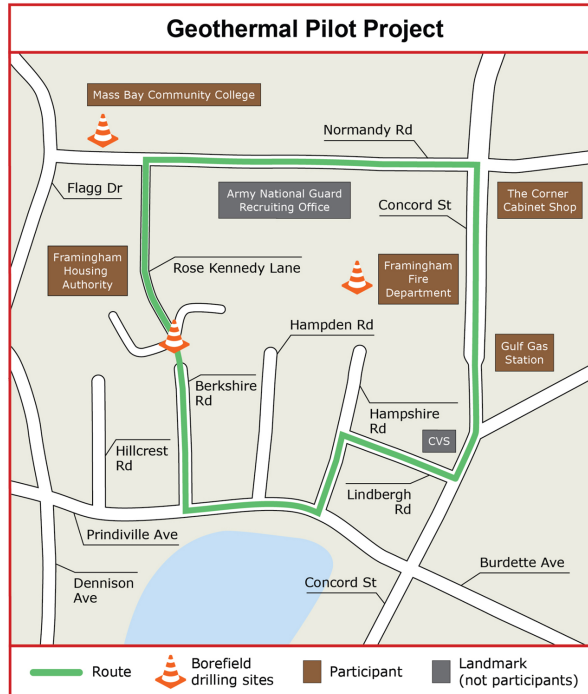 Geothermal Pilot Project
Mass Bay Community College
Normandy Rd
Flagg Dr
Army National Guard
Recruiting Office
Concord St
The Corner
Cabinet Shop
Framingham
Housing
Authority
Rose Kennedy Lane
Framingham
Fire
Department
Hampden Rd
Gulf Gas
Station
Berkshire
Rd
Hampshire
Rd
CVS
Hillcrest
Rd
Lindbergh
Rd
Prindiville Ave
Burdette Ave
Dennison
Ave
Concord St
Route
Borefield
drilling sites
Participant
Landmark
(not participants)